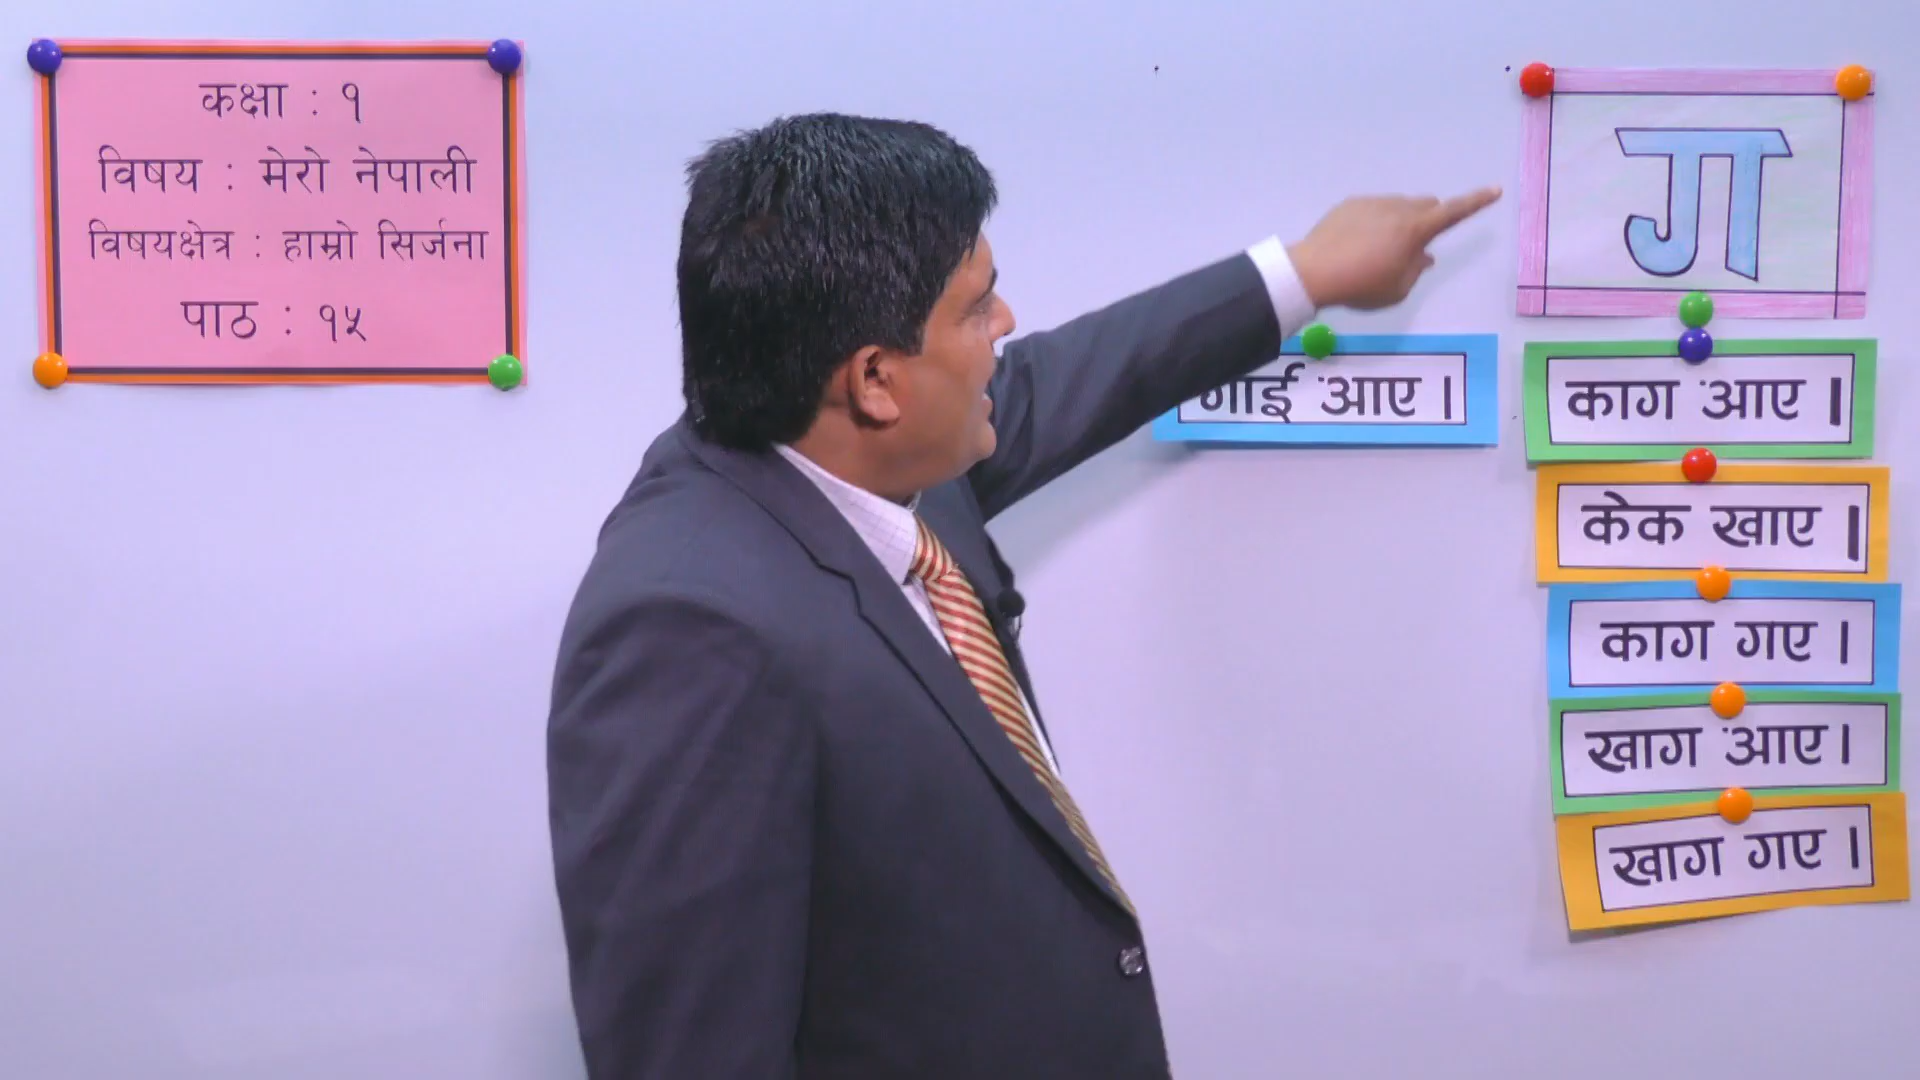 कक्षा : १
विषय : मेरो नेपाली
विषयक्षेत्र : हाम्रो सिर्जना
पाठ : १५
ग
गाई आए ।
काग आए ।
केक खाए ।
काग गए ।
खाग आए ।
खाग गए ।